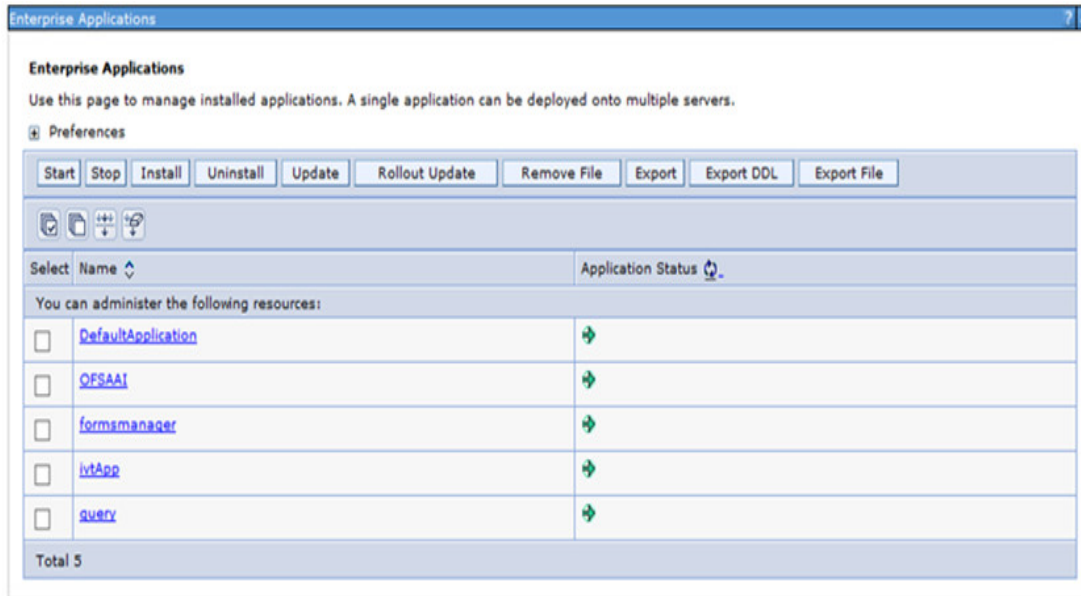 Enterprise Applications ?
Enterprise Applications
Use this page to manage installed applications. A single application can be deployed onto multiple servers.
+ Preferences
Start Stop Install Uninstall Update Rollout Update Remove File Export Export DDL Export File
Select Name Application Status
You can administer the following resources:
DefaultApplication
OFSAAI
formsmanager
ivtApp
query
Total 5